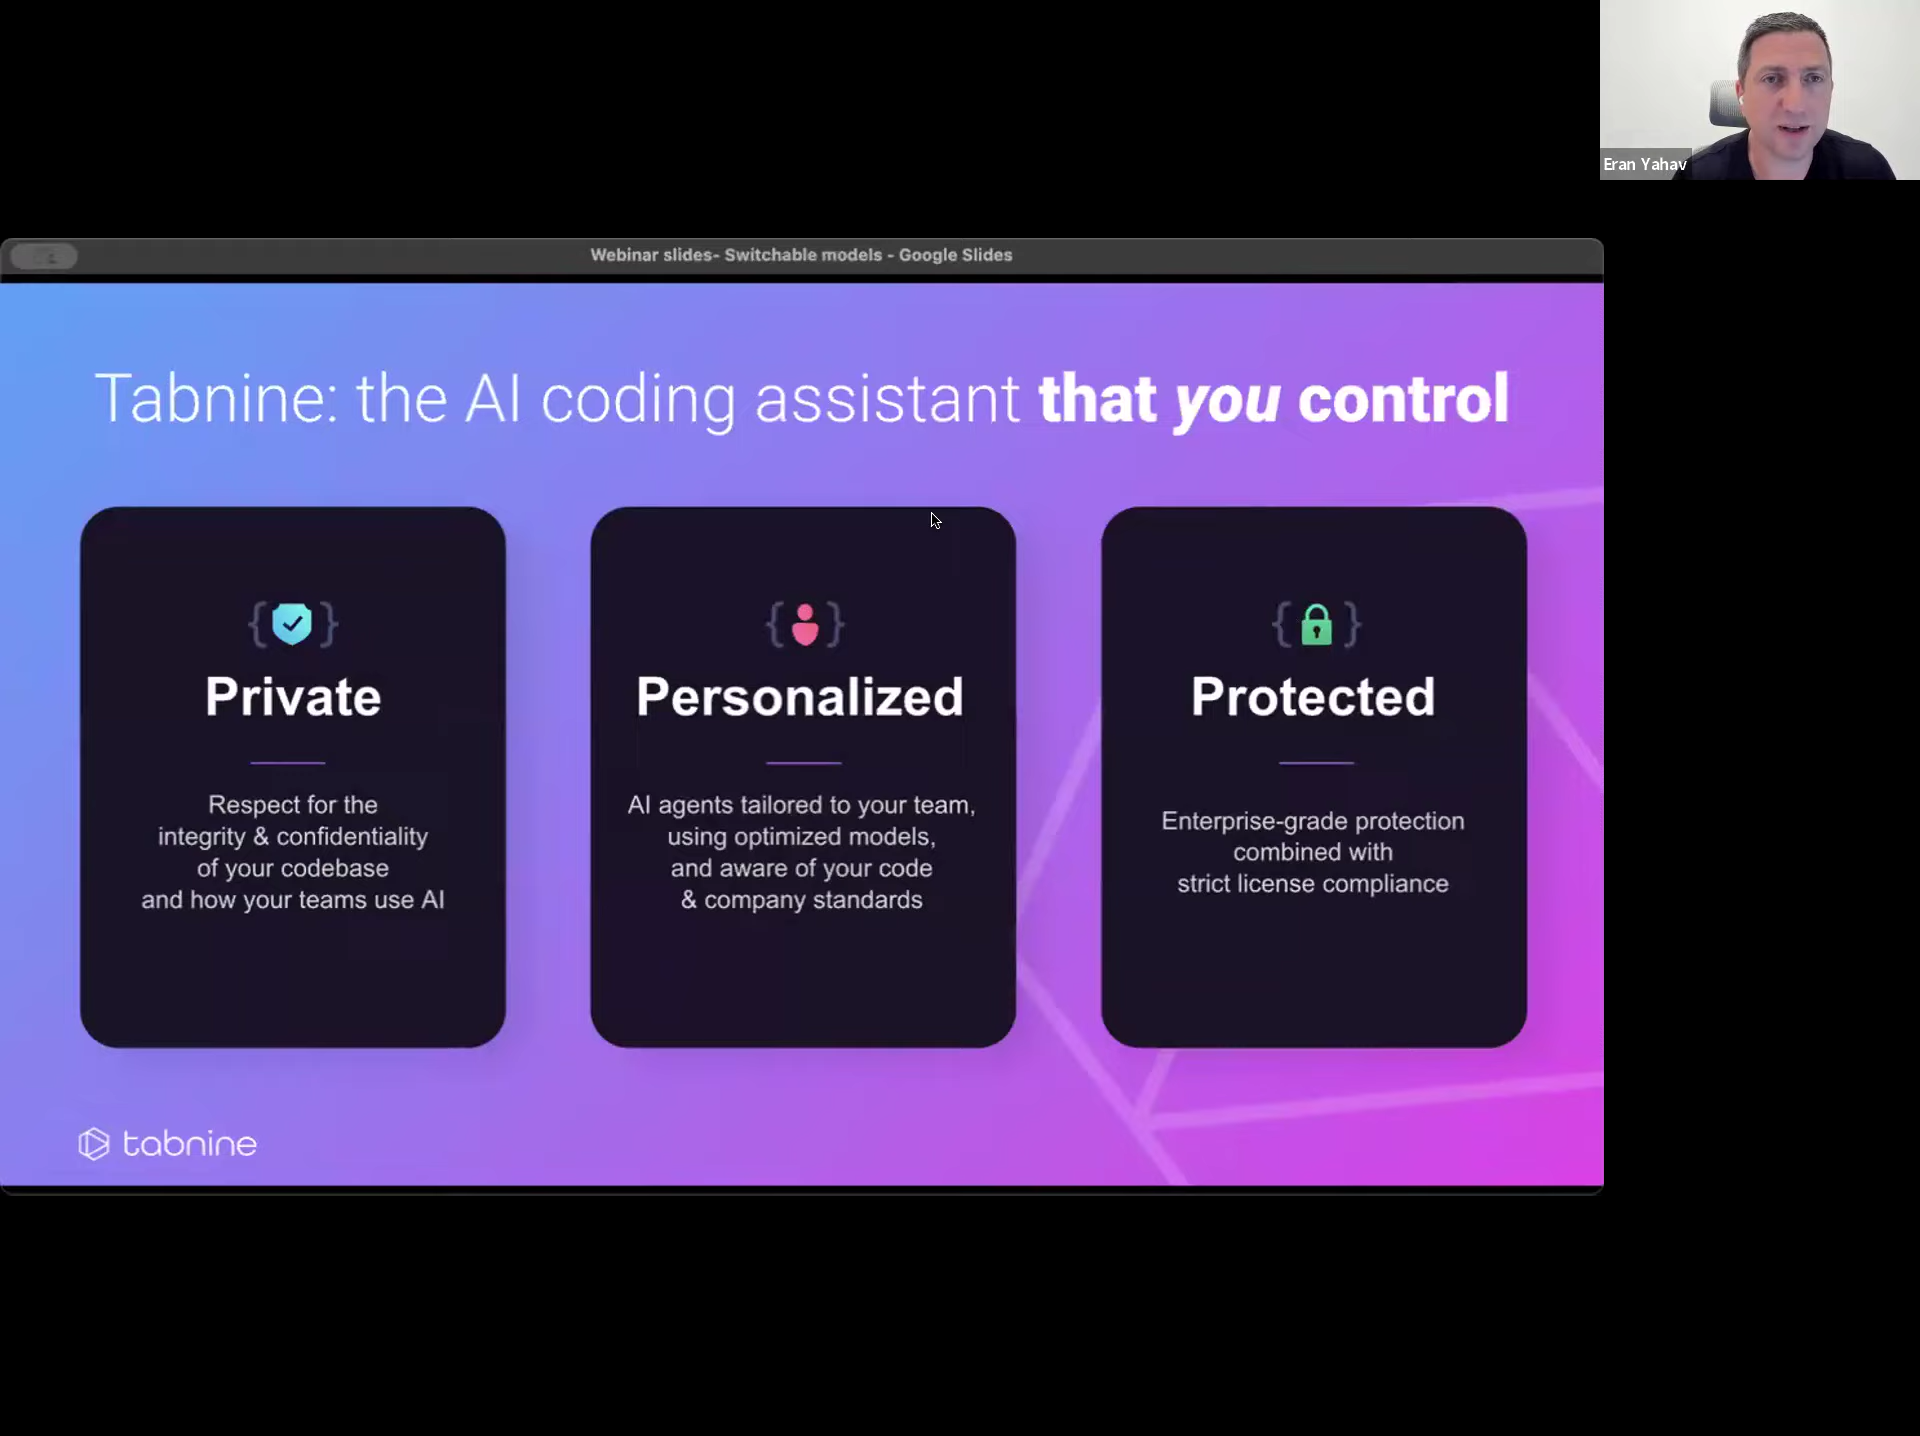 Eran Yahav
Webinar slides- Switchable models - Google Slides
Tabnine: the AI coding assistant that you control
{ }
Private
Respect for the
integrity & confidentiality
of your codebase
and how your teams use AI
{ }
Personalized
AI agents tailored to your team,
using optimized models,
and aware of your code
& company standards
{ }
Protected
Enterprise-grade protection
combined with
strict license compliance
tabnine